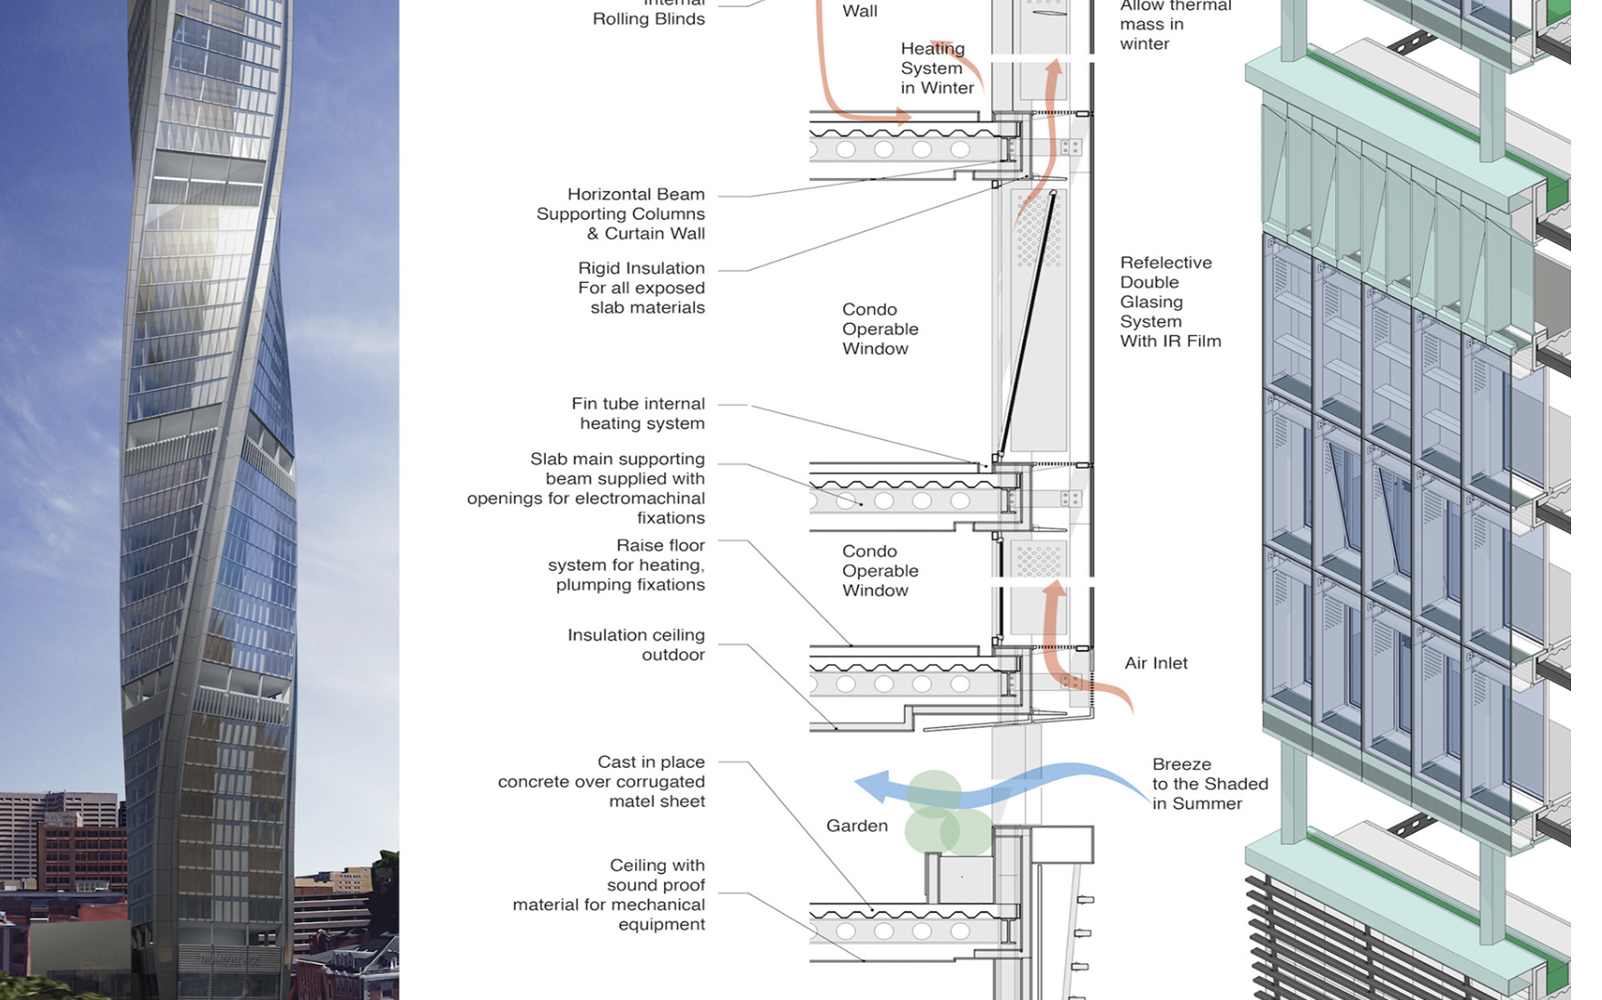 Internal
Rolling Blinds
Wall
Heating
System
in Winter
Allow thermal
mass in
winter
Horizontal Beam
Supporting Columns
& Curtain Wall
Rigid Insulation
For all exposed
slab materials
Condo
Operable
Window
Refelective
Double
Glasing
System
With IR Film
Fin tube internal
heating system
Slab main supporting
beam supplied with
openings for electromachinal
fixations
Raise floor
system for heating,
plumping fixations
Condo
Operable
Window
Insulation ceiling
outdoor
Air Inlet
Cast in place
concrete over corrugated
matel sheet
Garden
Breeze
to the Shaded
in Summer
Ceiling with
sound proof
material for mechanical
equipment